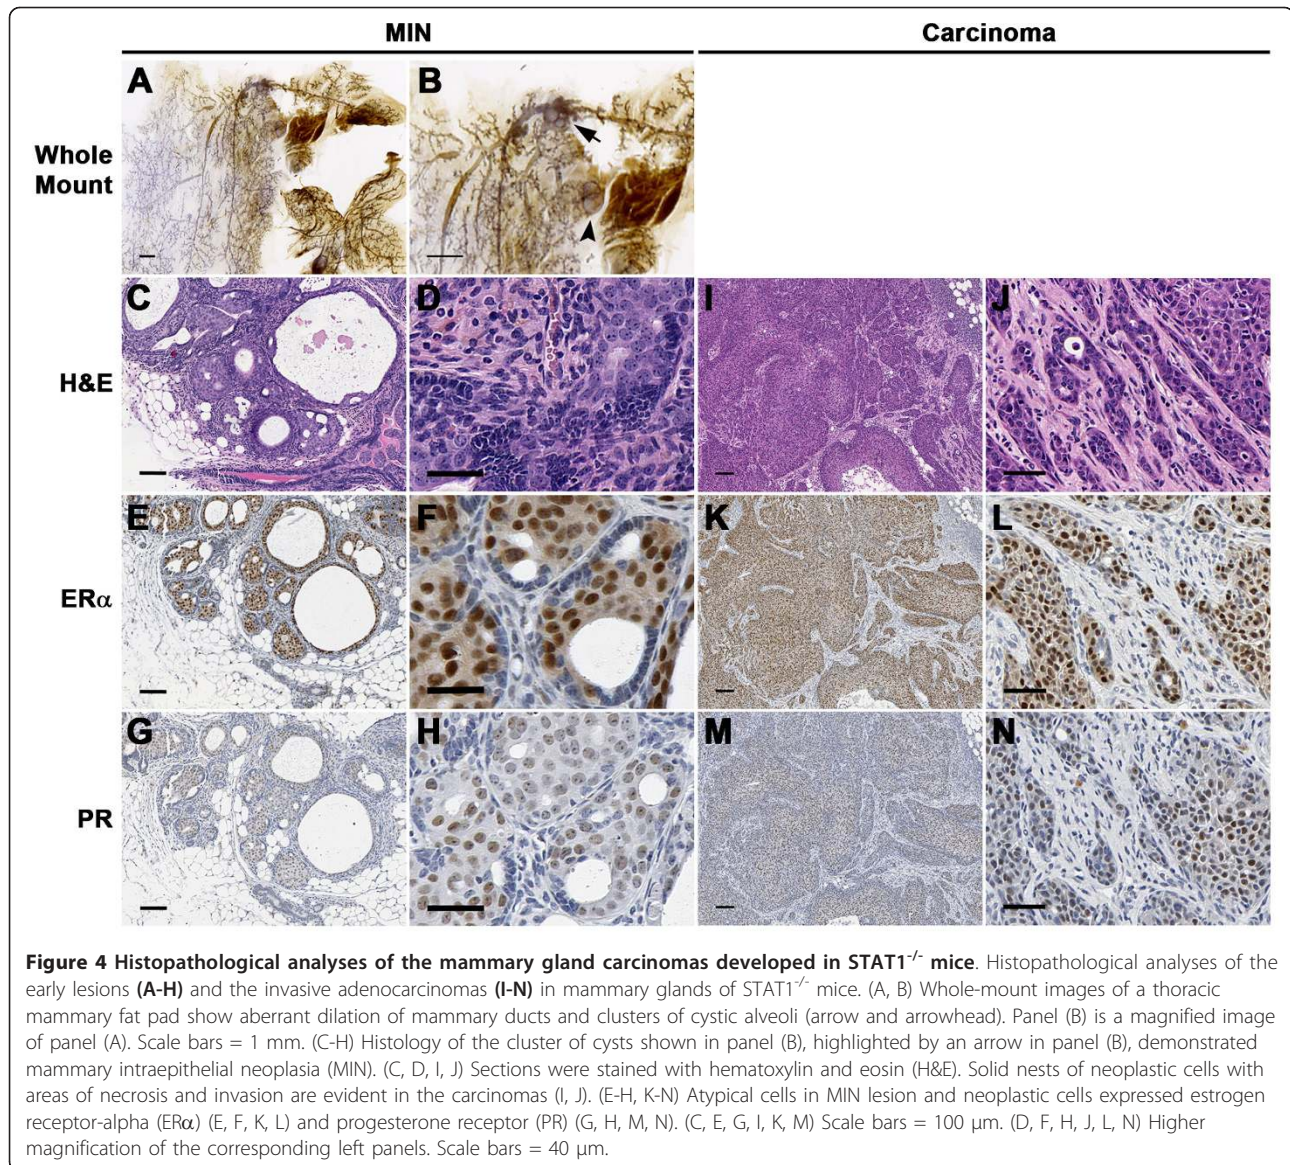 MIN
Carcinoma
Whole Mount
A
B
H&E
C
D
I
J
ERα
E
F
K
L
PR
G
H
M
N
Figure 4 Histopathological analyses of the mammary gland carcinomas developed in STAT1-/- mice. Histopathological analyses of the
early lesions (A-H) and the invasive adenocarcinomas (I-N) in mammary glands of STAT1-/- mice. (A, B) Whole-mount images of a thoracic
mammary fat pad show aberrant dilation of mammary ducts and clusters of cystic alveoli (arrow and arrowhead). Panel (B) is a magnified image
of panel (A). Scale bars = 1 mm. (C-H) Histology of the cluster of cysts shown in panel (B), highlighted by an arrow in panel (B), demonstrated
mammary intraepithelial neoplasia (MIN). (C, D, I, J) Sections were stained with hematoxylin and eosin (H&E). Solid nests of neoplastic cells with
areas of necrosis and invasion are evident in the carcinomas (I, J). (E-H, K-N) Atypical cells in MIN lesion and neoplastic cells expressed estrogen
receptor-alpha (ERα) (E, F, K, L) and progesterone receptor (PR) (G, H, M, N). (C, E, G, I, K, M) Scale bars = 100 μm. (D, F, H, J, L, N) Higher
magnification of the corresponding left panels. Scale bars = 40 μm.